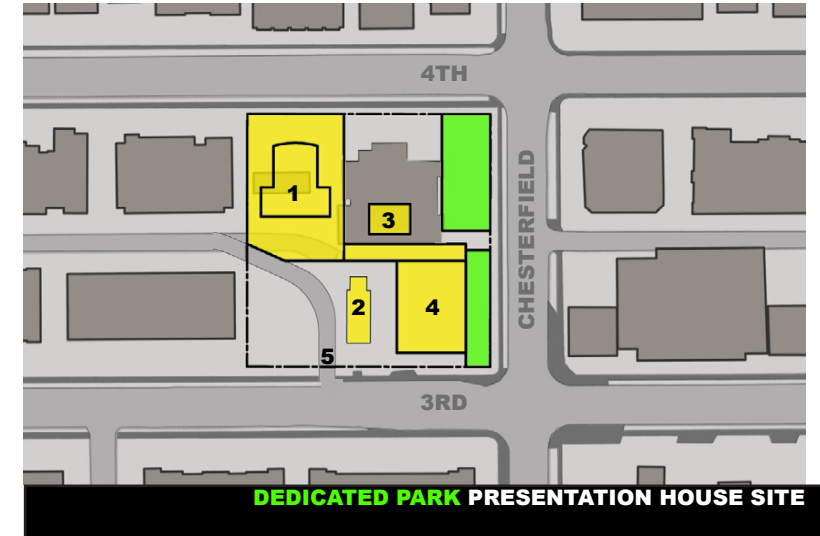 4TH
CHESTERFIELD
1
3
2
4
5
3RD
DEDICATED PARK PRESENTATION HOUSE SITE